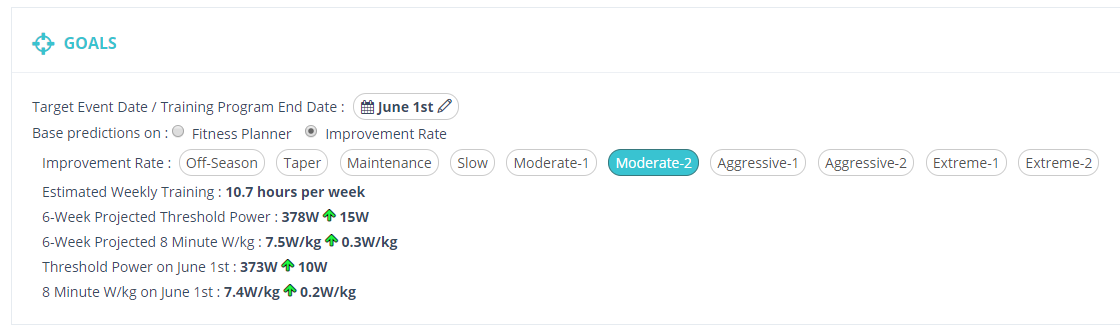 GOALS
Target Event Date / Training Program End Date : June 1st
Base predictions on : Fitness Planner Improvement Rate
Improvement Rate : Off-Season Taper Maintenance Slow Moderate-1 Moderate-2 Aggressive-1 Aggressive-2 Extreme-1 Extreme-2
Estimated Weekly Training : 10.7 hours per week
6-Week Projected Threshold Power : 378W 15W
6-Week Projected 8 Minute W/kg : 7.5W/kg 0.3W/kg
Threshold Power on June 1st : 373W 10W
8 Minute W/kg on June 1st : 7.4W/kg 0.2W/kg